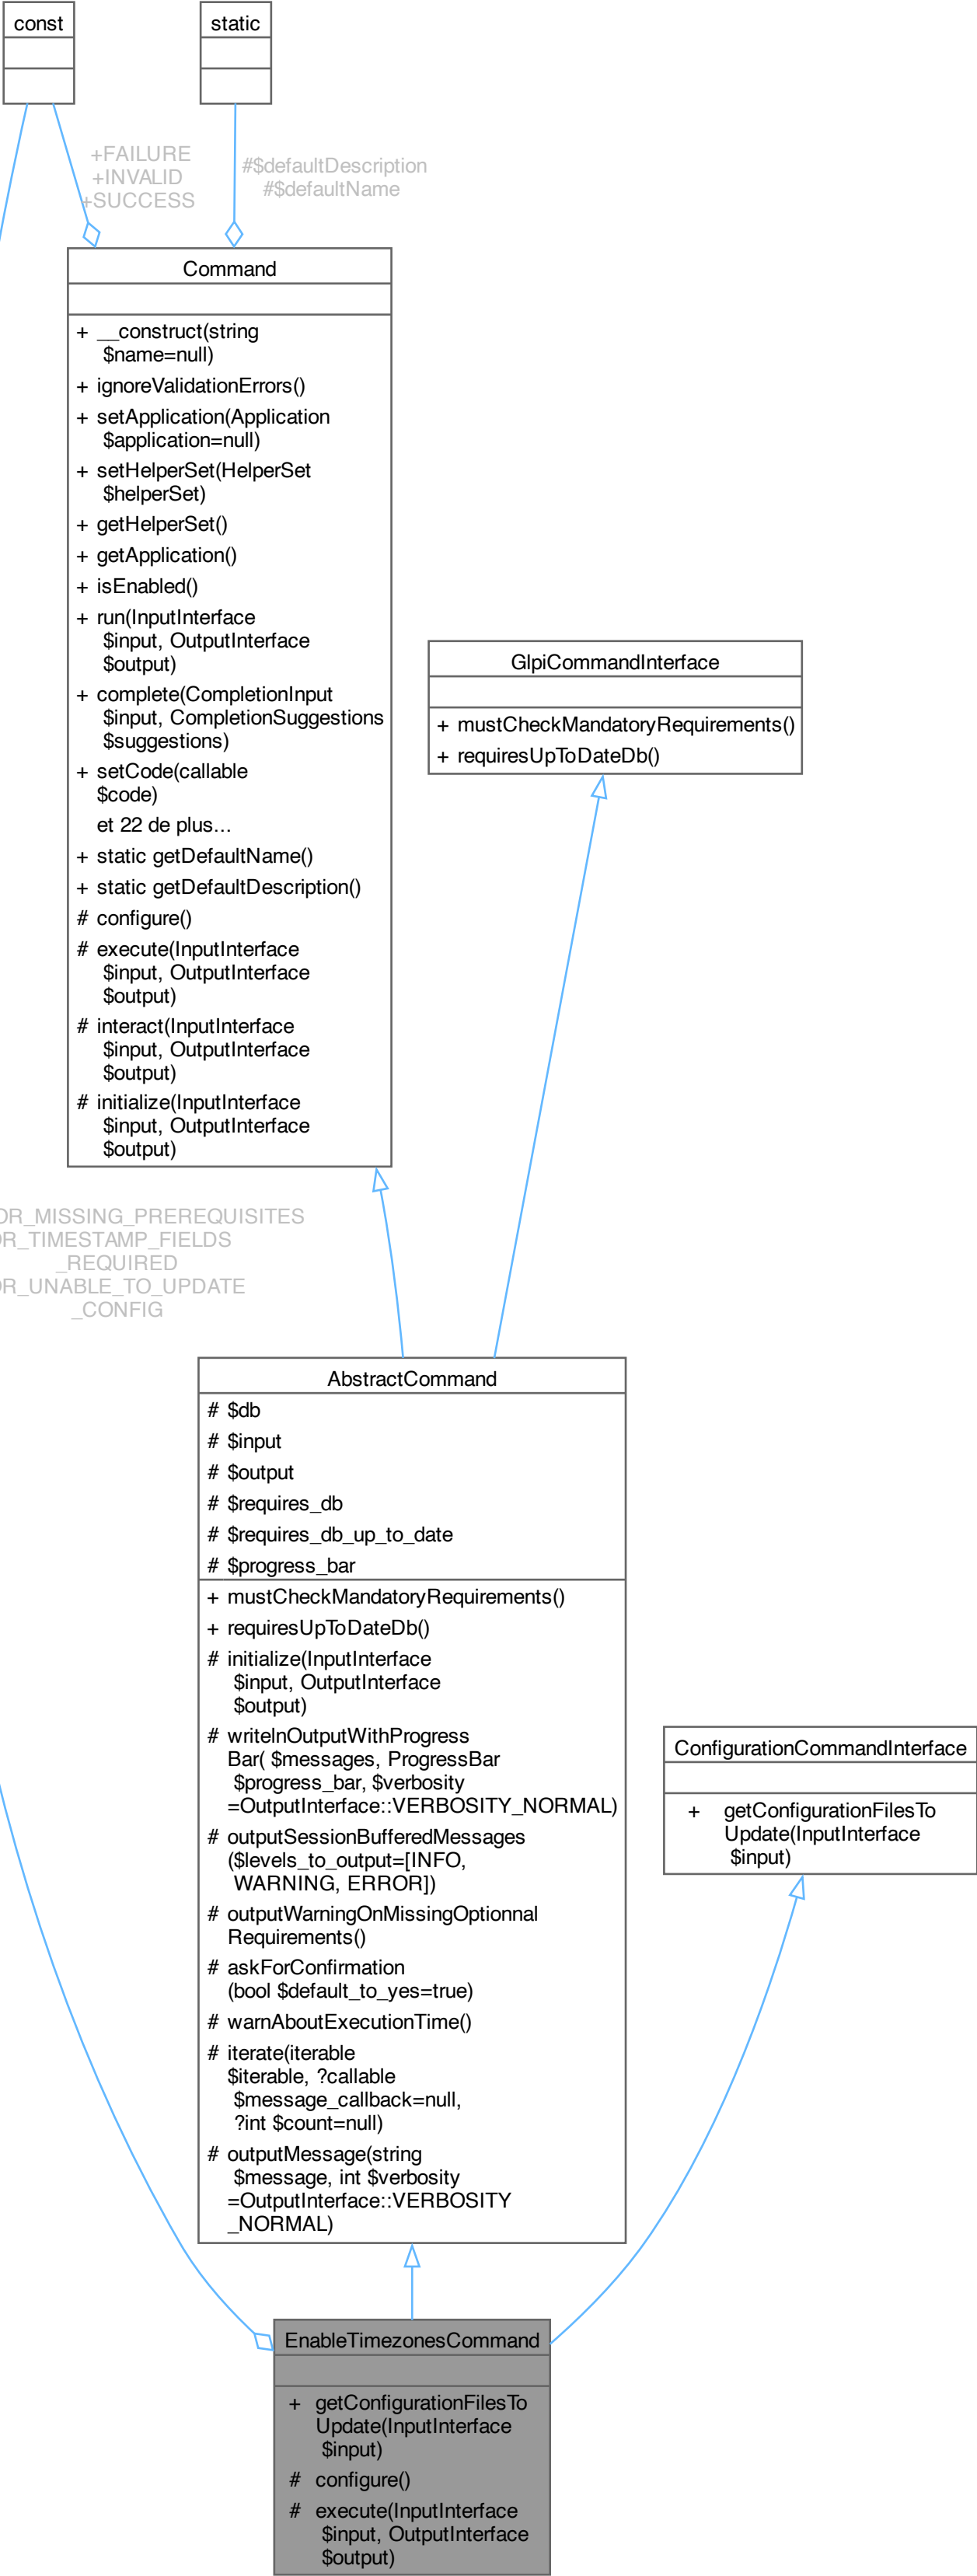 const
static
+FAILURE
+INVALID
+SUCCESS
#$defaultDescription
#$defaultName
Command
+ __construct(string
$name=null)
+ ignoreValidationErrors()
+ setApplication(Application
$application=null)
+ setHelperSet(HelperSet
$helperSet)
+ getHelperSet()
+ getApplication()
+ isEnabled()
+ run(InputInterface
$input, OutputInterface
$output)
+ complete(CompletionInput
$input, CompletionSuggestions
$suggestions)
+ setCode(callable
$code)
et 22 de plus...
+ static getDefaultName()
+ static getDefaultDescription()
# configure()
# execute(InputInterface
$input, OutputInterface
$output)
# interact(InputInterface
$input, OutputInterface
$output)
# initialize(InputInterface
$input, OutputInterface
$output)
GlpiCommandInterface
+ mustCheckMandatoryRequirements()
+ requiresUpToDateDb()
OR_MISSING_PREREQUISITES
OR_TIMESTAMP_FIELDS
_REQUIRED
OR_UNABLE_TO_UPDATE
_CONFIG
AbstractCommand
# $db
# $input
# $output
# $requires_db
# $requires_db_up_to_date
# $progress_bar
+ mustCheckMandatoryRequirements()
+ requiresUpToDateDb()
# initialize(InputInterface
$input, OutputInterface
$output)
# writelnOutputWithProgress
Bar( $messages, ProgressBar
$progress_bar, $verbosity
=OutputInterface::VERBOSITY_NORMAL)
# outputSessionBufferedMessages
($levels_to_output=[INFO,
WARNING, ERROR])
# outputWarningOnMissingOptionnal
Requirements()
# askForConfirmation
(bool $default_to_yes=true)
# warnAboutExecutionTime()
# iterate(iterable
$iterable, ?callable
$message_callback=null,
?int $count=null)
# outputMessage(string
$message, int $verbosity
=OutputInterface::VERBOSITY
_NORMAL)
ConfigurationCommandInterface
+ getConfigurationFilesTo
Update(InputInterface
$input)
EnableTimezonesCommand
+ getConfigurationFilesTo
Update(InputInterface
$input)
# configure()
# execute(InputInterface
$input, OutputInterface
$output)